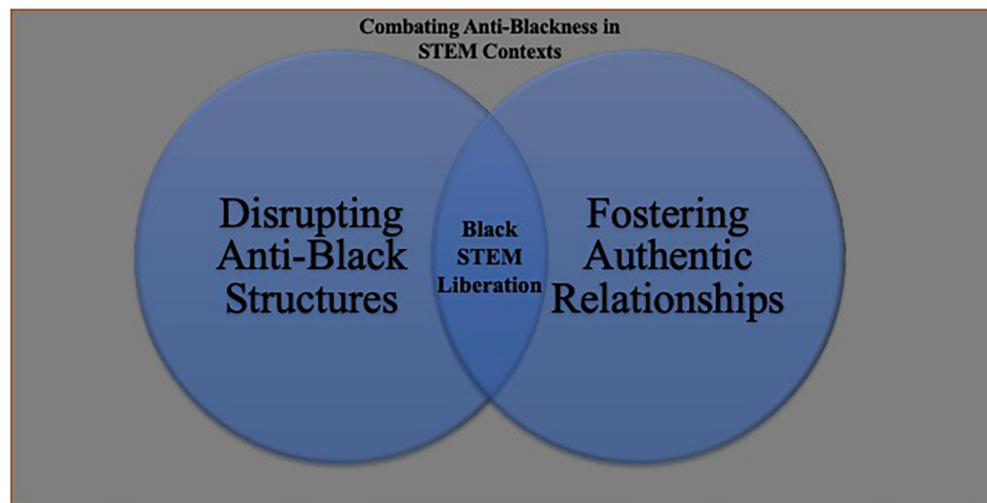 Combating Anti-Blackness in
STEM Contexts
Disrupting
Anti-Black
Structures
Black
STEM
Liberation
Fostering
Authentic
Relationships